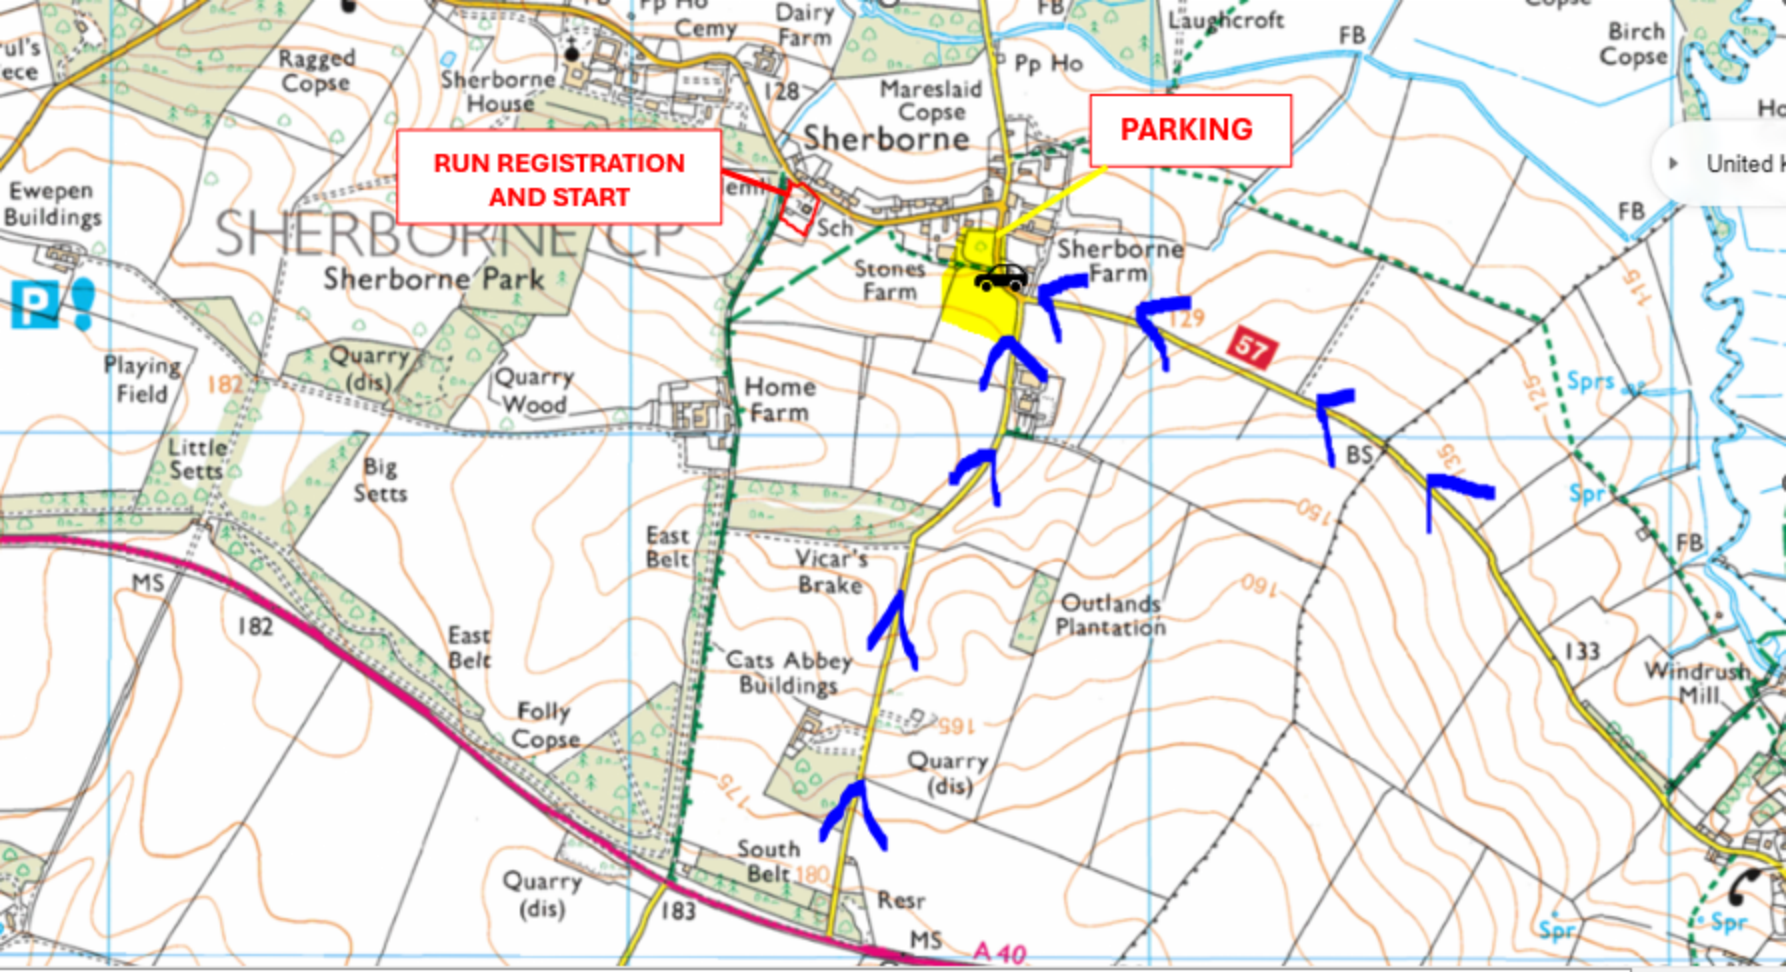 Pp Ho
FB
Laughcroft
Copse
Dairy
Farm
Cemy
FB
Birch
Copse
Ragged
Copse
Sherborne
House
128
Pp Ho
Mareslaid
Copse
Sherborne
PARKING
RUN REGISTRATION
AND START
United
Ewepen
Buildings
SHERBORNE CP
Sherborne Park
Sch
FB
Stones
Farm
Sherborne
Farm
P
129
57
115
Playing
Field
182
Quarry
(dis)
Quarry
Wood
Home
Farm
Sprs
125
Little
Setts
Big
Setts
BS
135
Spr
150
East
Belt
Vicar's
Brake
FB
MS
160
Outlands
Plantation
182
East
Belt
Cats Abbey
Buildings
133
Windrush
Mill
Folly
Copse
165
Quarry
(dis)
175
South
Belt
180
Quarry
(dis)
183
Resr
MS
A 40
Spr
Spr